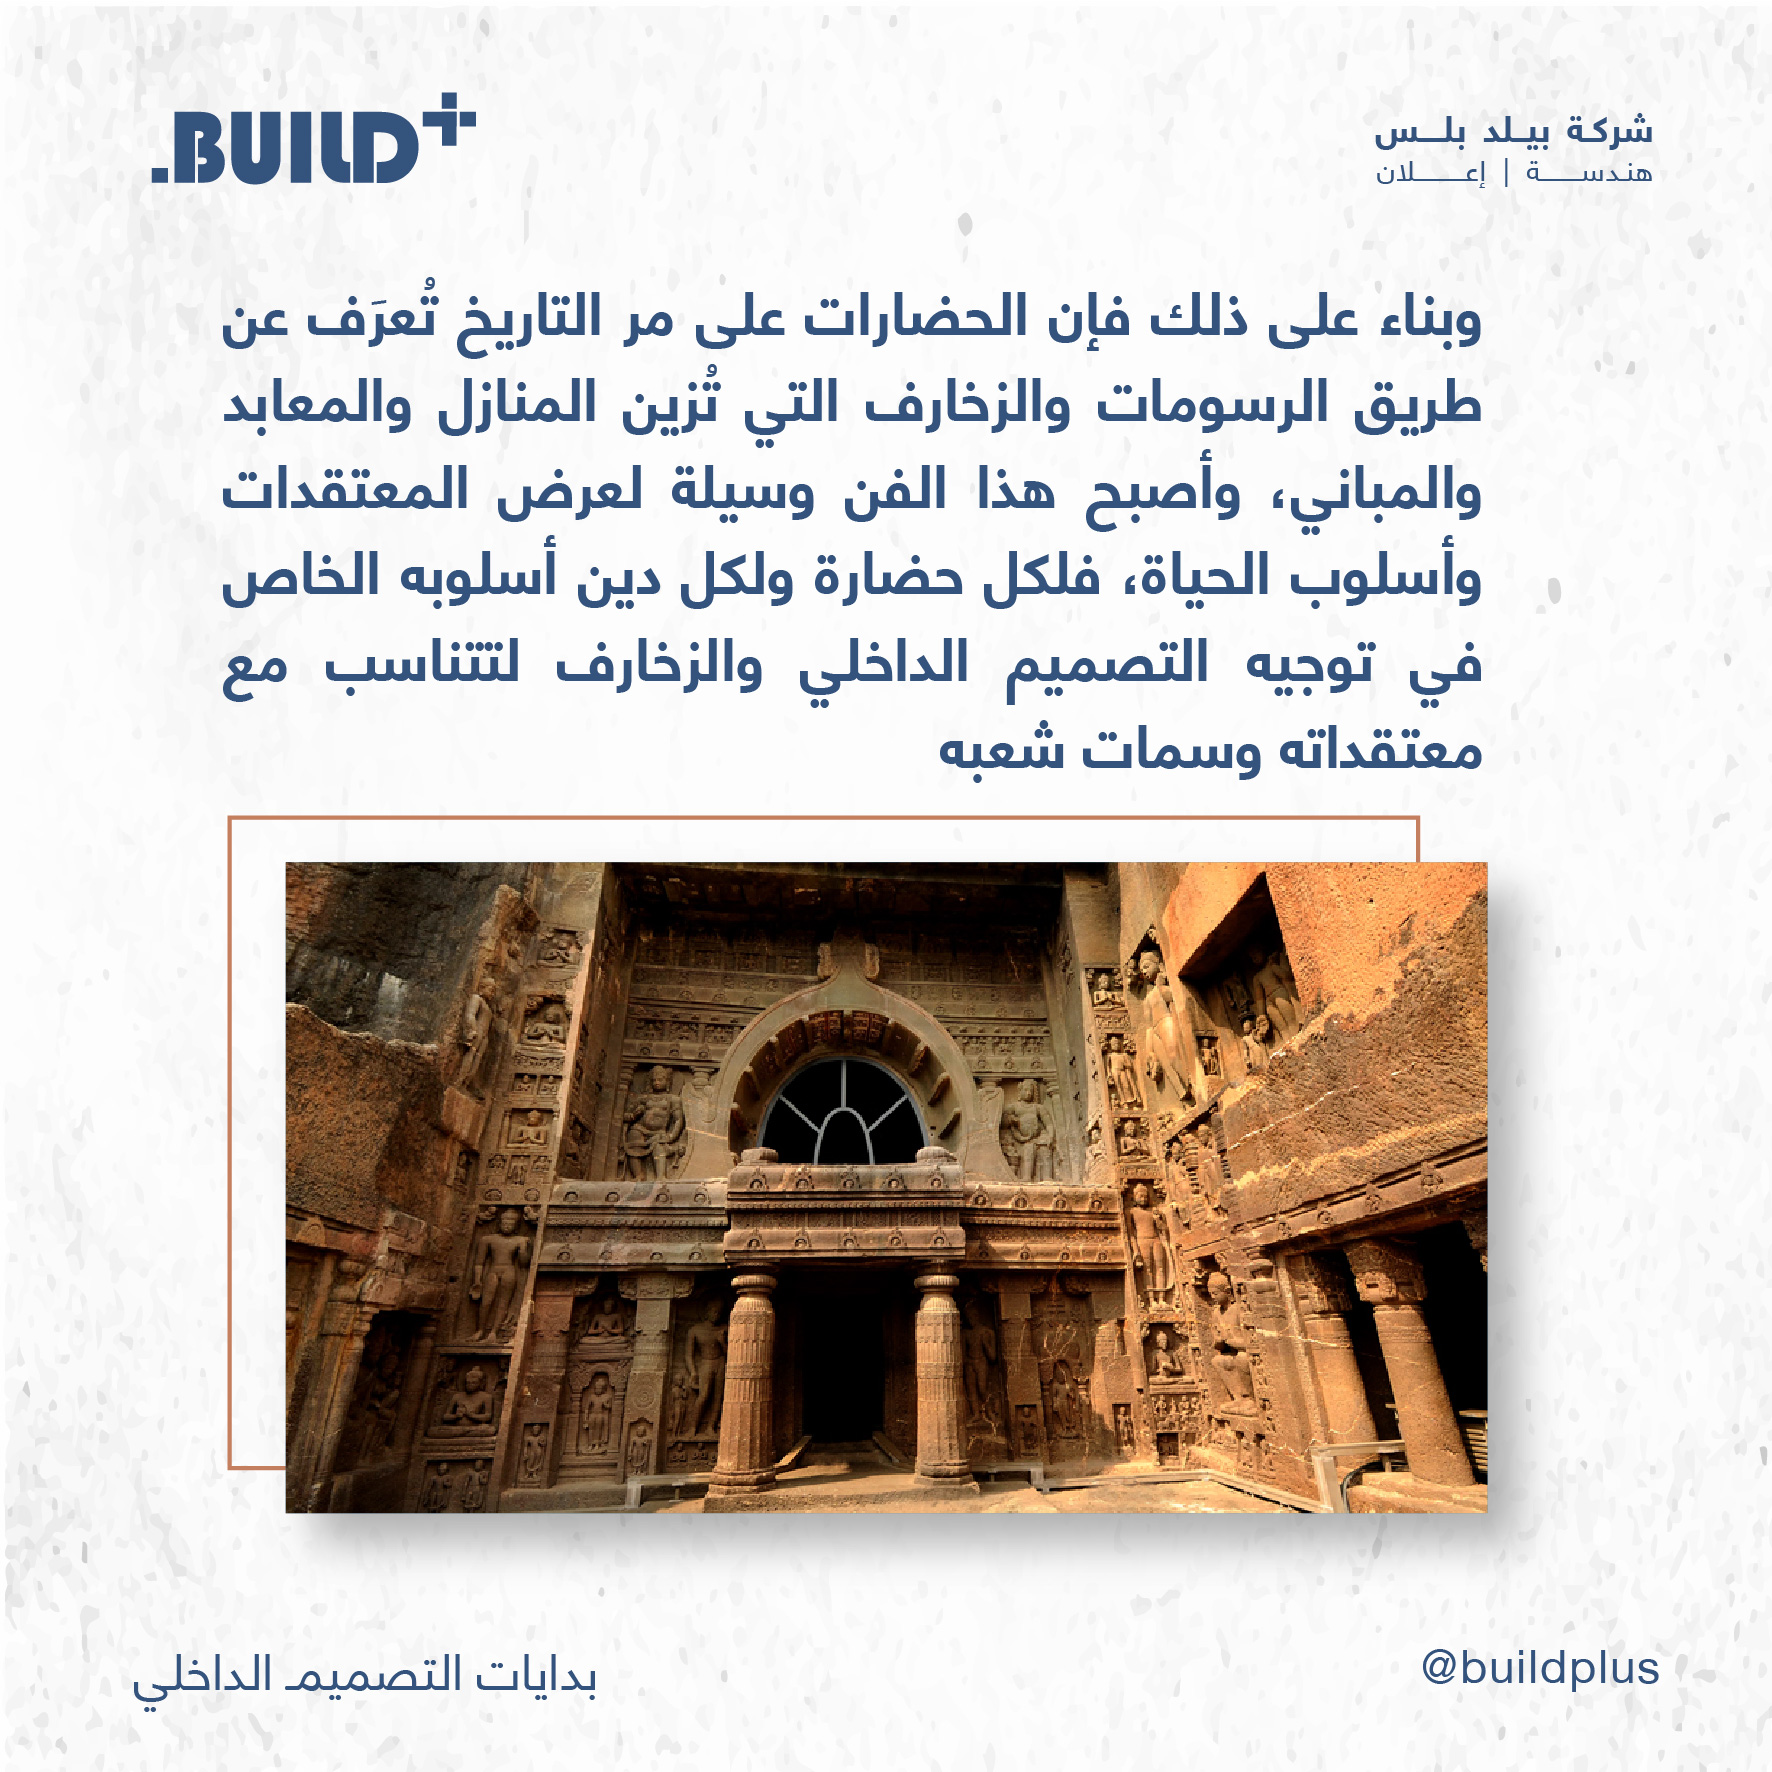 BUILD+.
شركة بيلد بلس
هندسة | إعلان
وبناء على ذلك فإن الحضارات على مر التاريخ تُعرَف عن
طريق الرسومات والزخارف التي تُزين المنازل والمعابد
والمباني، وأصبح هذا الفن وسيلة لعرض المعتقدات
وأسلوب الحياة، فلكل حضارة ولكل دين أسلوبه الخاص
في توجيه التصميم الداخلي والزخارف لتتناسب مع
معتقداته وسمات شعبه
@buildplus
بدايات التصميم الداخلي